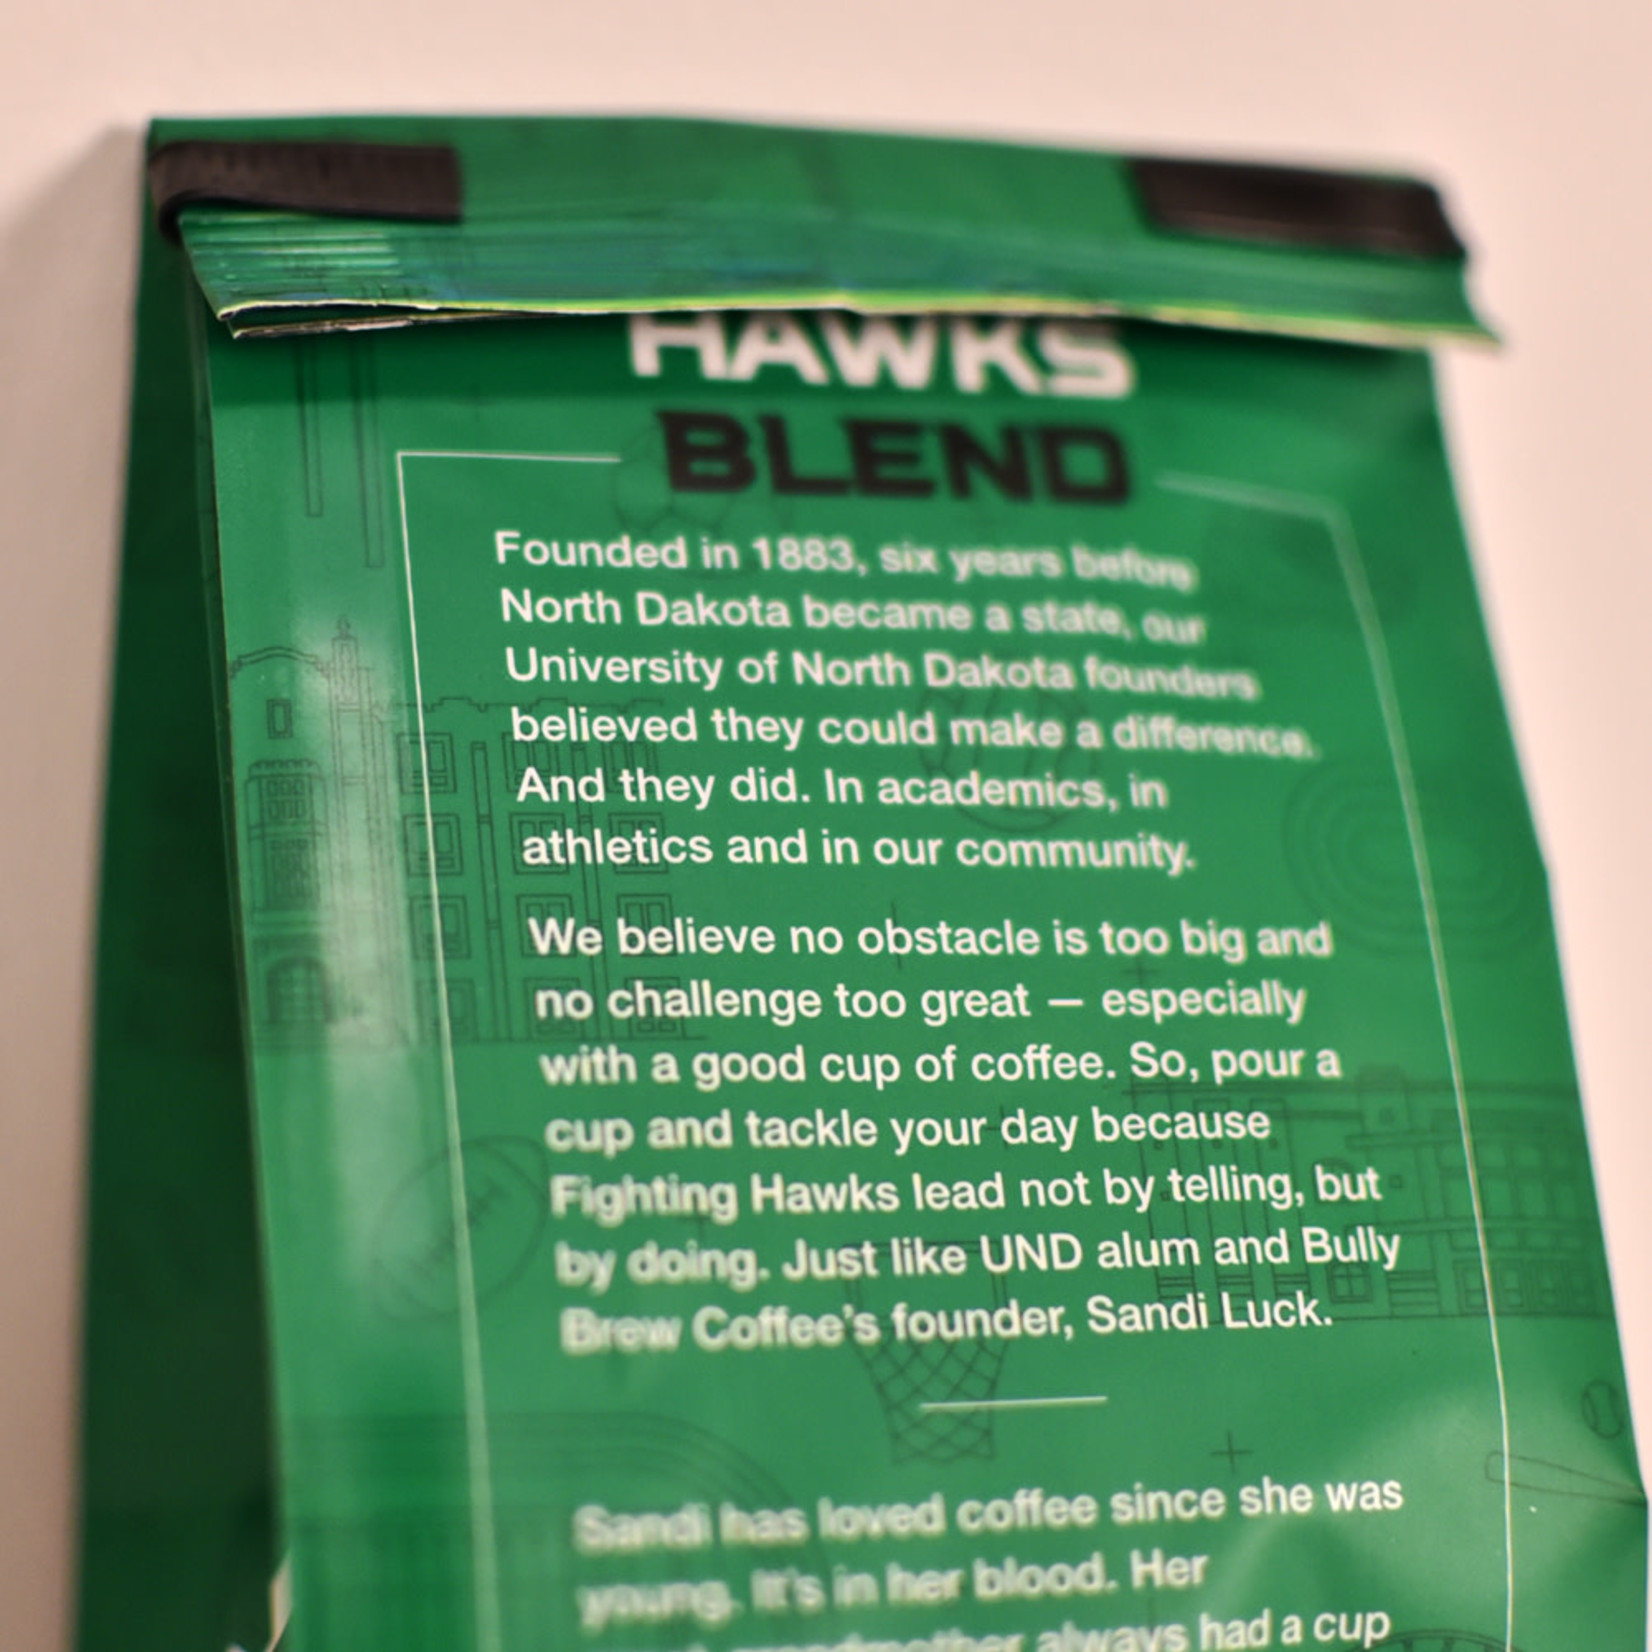 HAWKS
BLEND
Founded in 1883, six years before
North Dakota became a state, our
University of North Dakota founders
believed they could make a difference.
And they did. In academics, in
athletics and in our community.
We believe no obstacle is too big and
no challenge too great — especially
with a good cup of coffee. So, pour a
cup and tackle your day because
Fighting Hawks lead not by telling, but
by doing. Just like UND alum and Bully
Brew Coffee's founder, Sandi Luck.
Sandi has loved coffee since she was
young. It's in her blood. Her
grandmother always had a cup